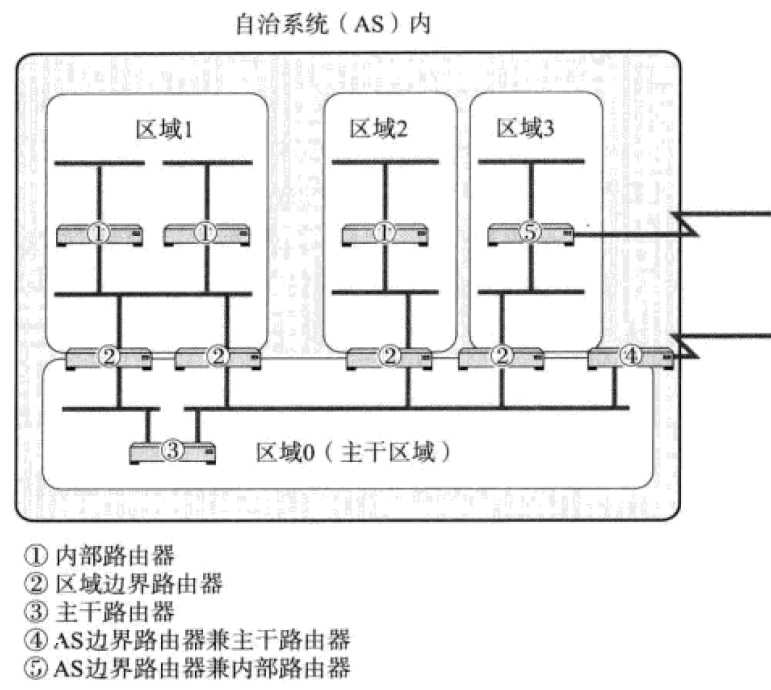 自治系统（AS）内
区域1
区域2
区域3
①
①
①
⑤
②
②
②
②
④
③
区域0（主干区域）
① 内部路由器
② 区域边界路由器
③ 主干路由器
④ AS边界路由器兼主干路由器
⑤ AS边界路由器兼内部路由器